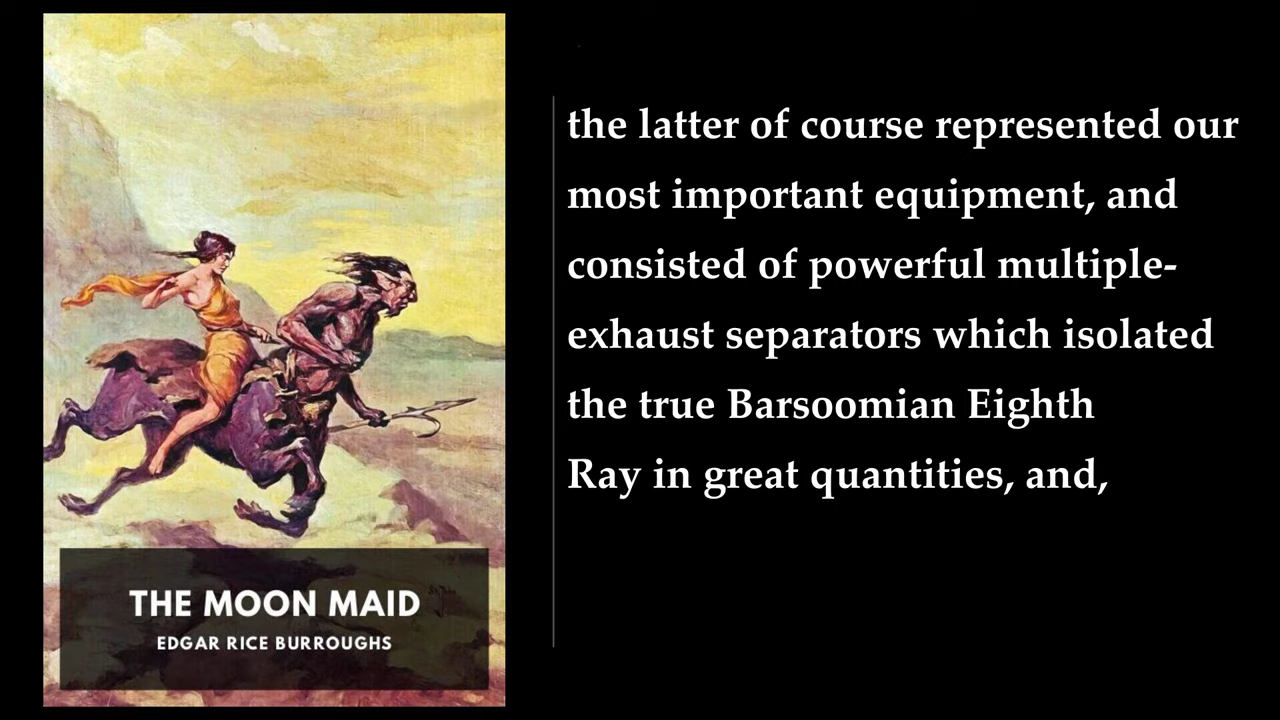 THE MOON MAID
EDGAR RICE BURROUGHS
the latter of course represented our
most important equipment, and
consisted of powerful multiple-
exhaust separators which isolated
the true Barsoomian Eighth
Ray in great quantities, and,